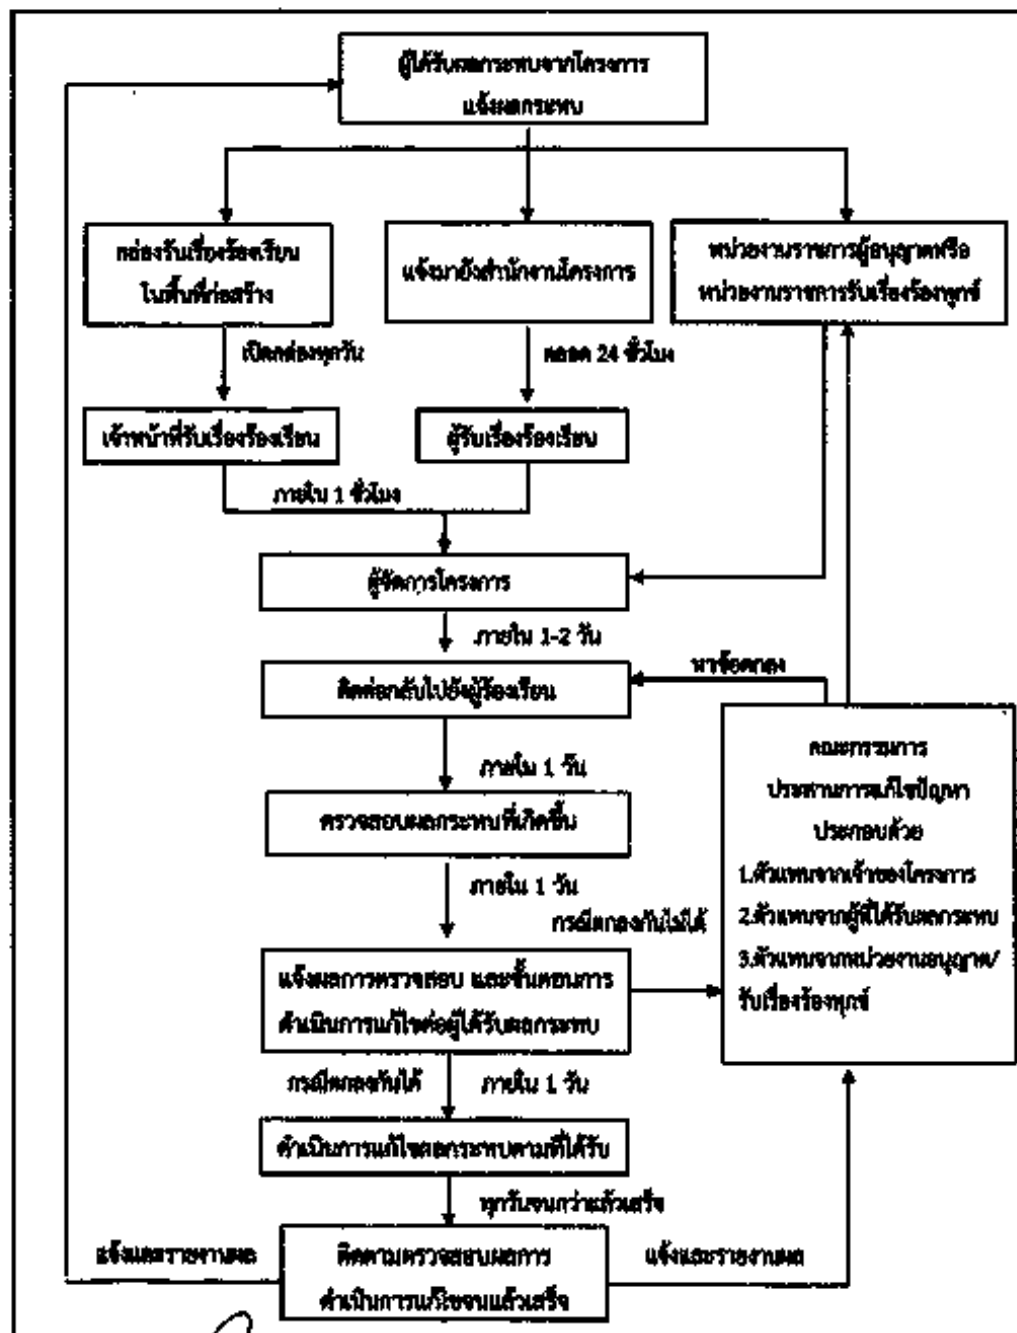 ผู้ได้รับผลกระทบจากโครงการ
แจ้งผลกระทบ
กล่องรับเรื่องร้องเรียน
ในพื้นที่ก่อสร้าง
แจ้งมายังสำนักงานโครงการ
หน่วยงานราชการผู้อนุญาตหรือ
หน่วยงานราชการรับเรื่องร้องทุกข์
เปิดกล่องทุกวัน
ตลอด 24 ชั่วโมง
เจ้าหน้าที่รับเรื่องร้องเรียน
ผู้รับเรื่องร้องเรียน
ภายใน 1 ชั่วโมง
ผู้จัดการโครงการ
ภายใน 1-2 วัน
หาข้อตกลง
ติดต่อกลับไปยังผู้ร้องเรียน
ภายใน 1 วัน
ตรวจสอบผลกระทบที่เกิดขึ้น
ภายใน 1 วัน
กรณีตกลงกันไม่ได้
คณะกรรมการ
ประสานการแก้ไขปัญหา
ประกอบด้วย
1.ตัวแทนจากเจ้าของโครงการ
2.ตัวแทนจากผู้ที่ได้รับผลกระทบ
3.ตัวแทนจากหน่วยงานอนุญาต/
รับเรื่องร้องทุกข์
แจ้งผลการตรวจสอบ และขั้นตอนการ
ดำเนินการแก้ไขต่อผู้ได้รับผลกระทบ
กรณีตกลงกันได้
ภายใน 1 วัน
ดำเนินการแก้ไขผลกระทบตามที่ได้รับ
ทุกวันจนกว่าแล้วเสร็จ
แจ้งและรายงานผล
ติดตามตรวจสอบผลการ
ดำเนินการแก้ไขจนแล้วเสร็จ
แจ้งและรายงานผล